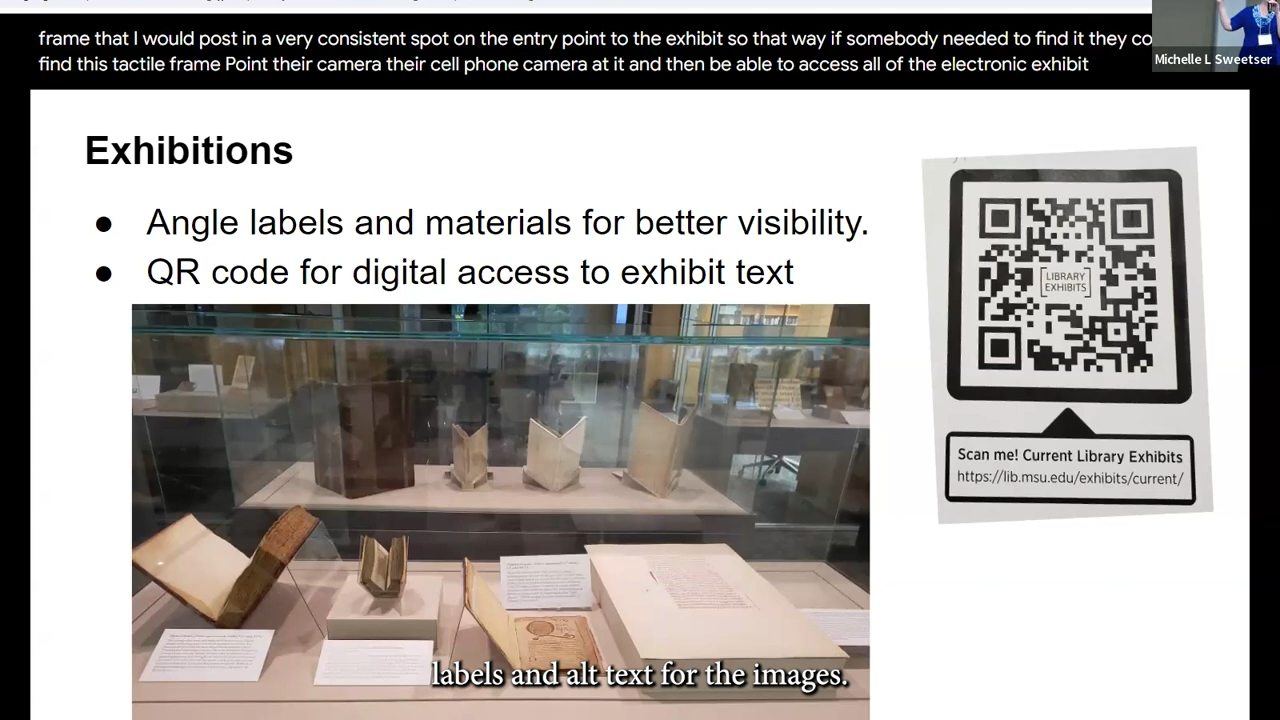 frame that I would post in a very consistent spot on the entry point to the exhibit so that way if somebody needed to find it they
find this tactile frame Point their camera their cell phone camera at it and then be able to access all of the electronic exhibit
Michelle L Sweetser
Exhibitions
● Angle labels and materials for better visibility.
● QR code for digital access to exhibit text
LIBRARY
EXHIBITS
Scan me! Current Library Exhibits
https://lib.msu.edu/exhibits/current/
labels and alt text for the images.